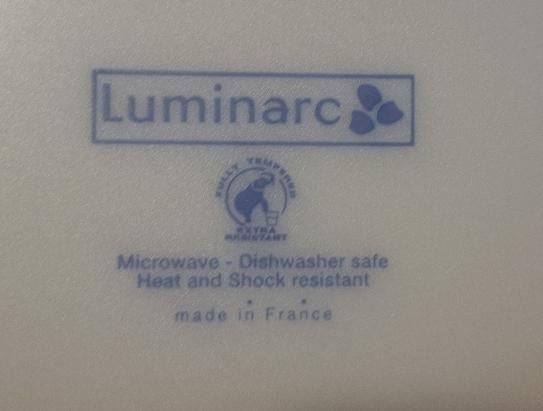 Luminarc
FULLY TEMPERED
EXTRA
RESISTANT
Microwave - Dishwasher safe
Heat and Shock resistant
made in France